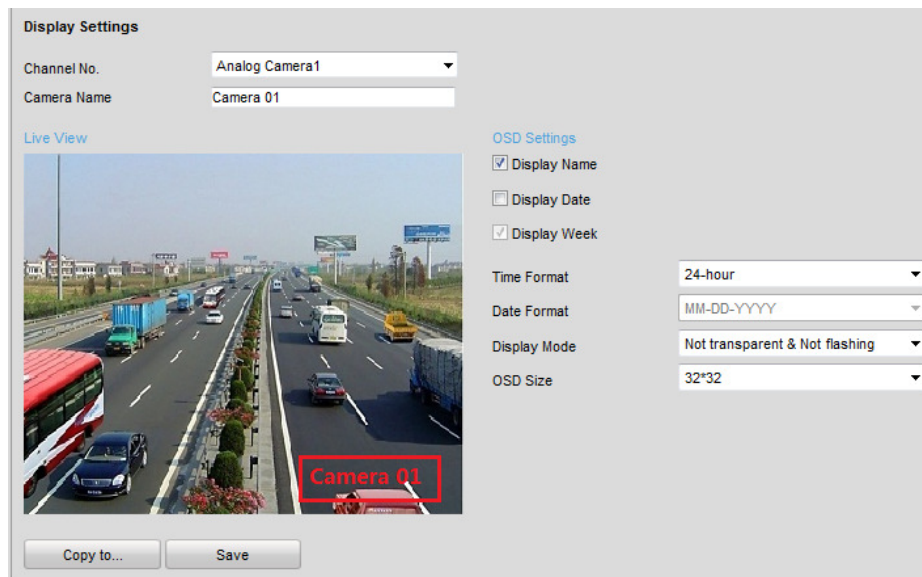 Display Settings
Channel No.
Analog Camera1
Camera Name
Camera 01
Live View
OSD Settings
Display Name
Display Date
Display Week
Time Format
24-hour
Date Format
MM-DD-YYYY
Display Mode
Not transparent & Not flashing
OSD Size
32*32
Camera 01
Copy to...
Save